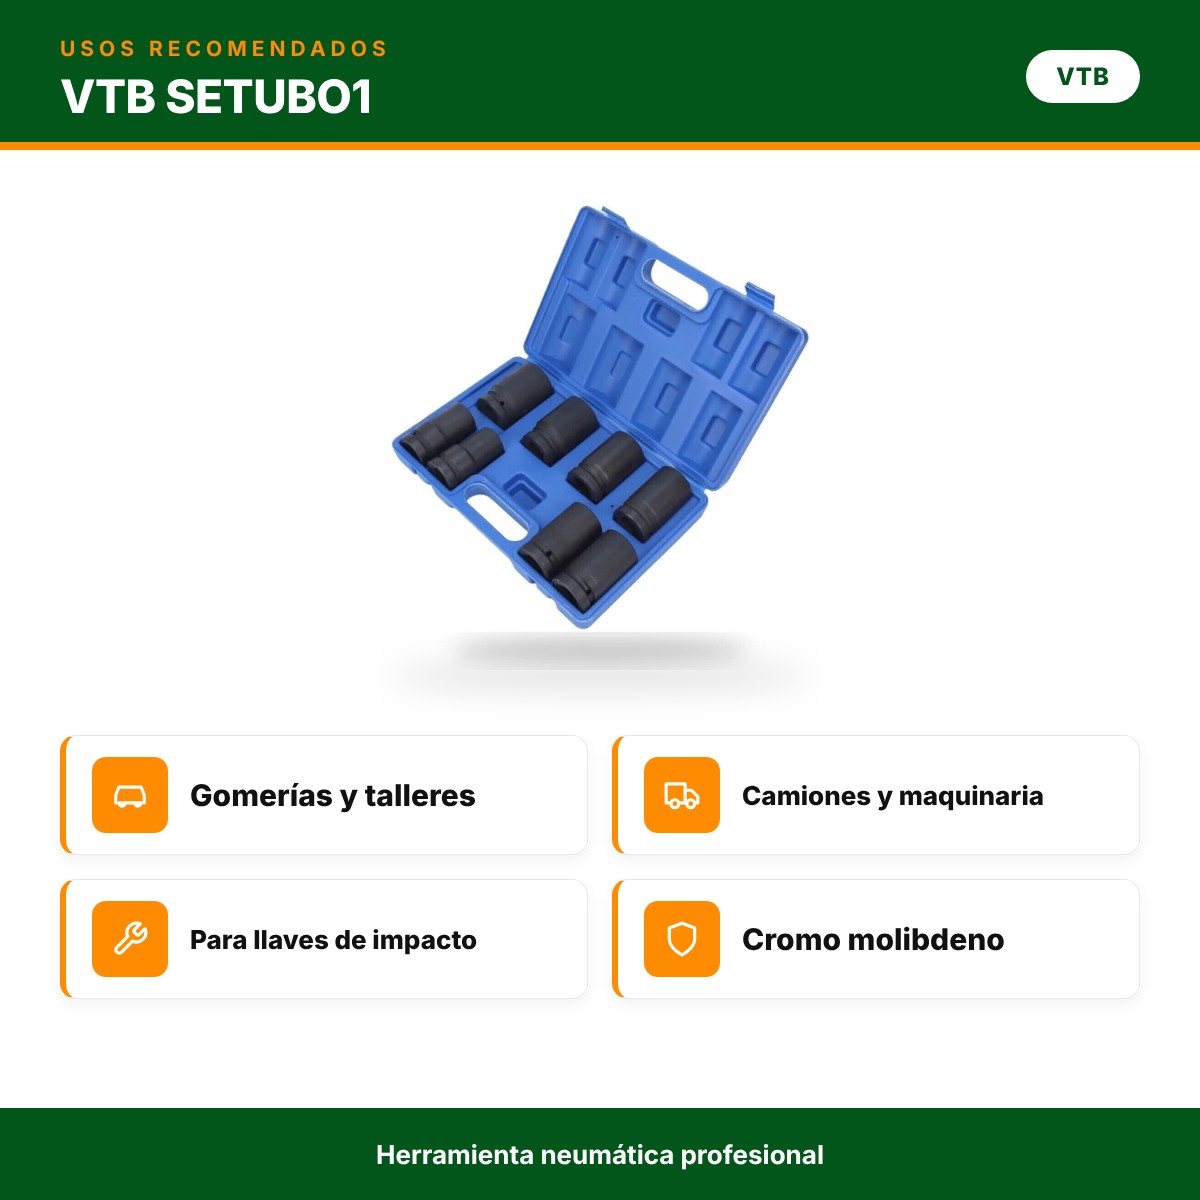 USOS RECOMENDADOS
VTB SETUBO1
VTB
Gomerías y talleres
Camiones y maquinaria
Para llaves de impacto
Cromo molibdeno
Herramienta neumática profesional